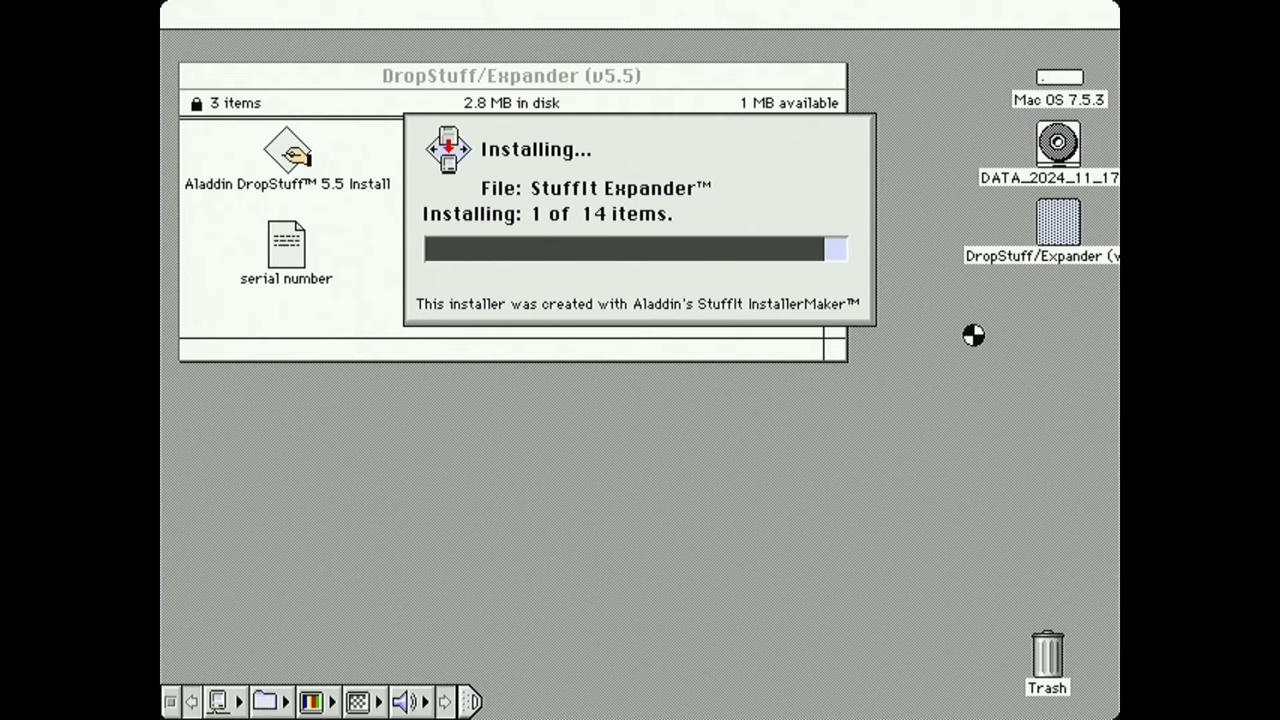 DropStuff/Expander (v5.5)
3 items 2.8 MB in disk 1 MB available
Mac OS 7.5.3
Installing...
DATA_2024_11_17
Aladdin DropStuff™ 5.5 Install
File: StuffIt Expander™
Installing: 1 of 14 items.
DropStuff/Expander (v
serial number
This installer was created with Aladdin's StuffIt InstallerMaker™
Trash